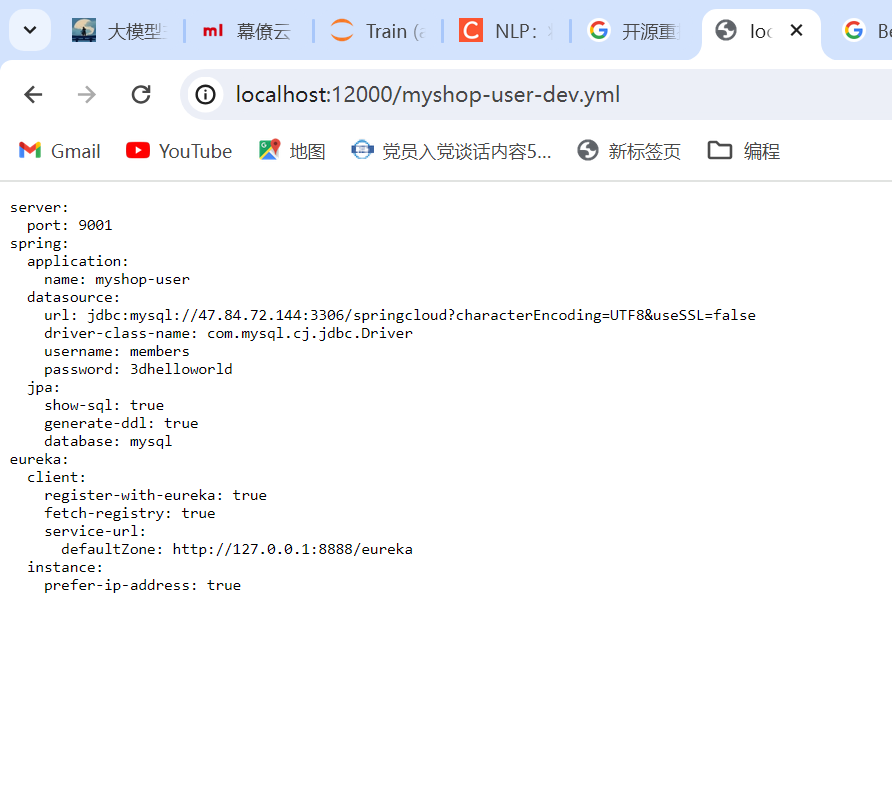 大模型
ml 幕僚云
Train (
C NLP:
开源重
loc
Be
localhost:12000/myshop-user-dev.yml
Gmail
YouTube
地图
党员入党谈话内容5...
新标签页
编程
server:
  port: 9001
spring:
  application:
    name: myshop-user
  datasource:
    url: jdbc:mysql://47.84.72.144:3306/springcloud?characterEncoding=UTF8&useSSL=false
    driver-class-name: com.mysql.cj.jdbc.Driver
    username: members
    password: 3dhelloworld
  jpa:
    show-sql: true
    generate-ddl: true
    database: mysql
eureka:
  client:
    register-with-eureka: true
    fetch-registry: true
    service-url:
      defaultZone: http://127.0.0.1:8888/eureka
  instance:
    prefer-ip-address: true